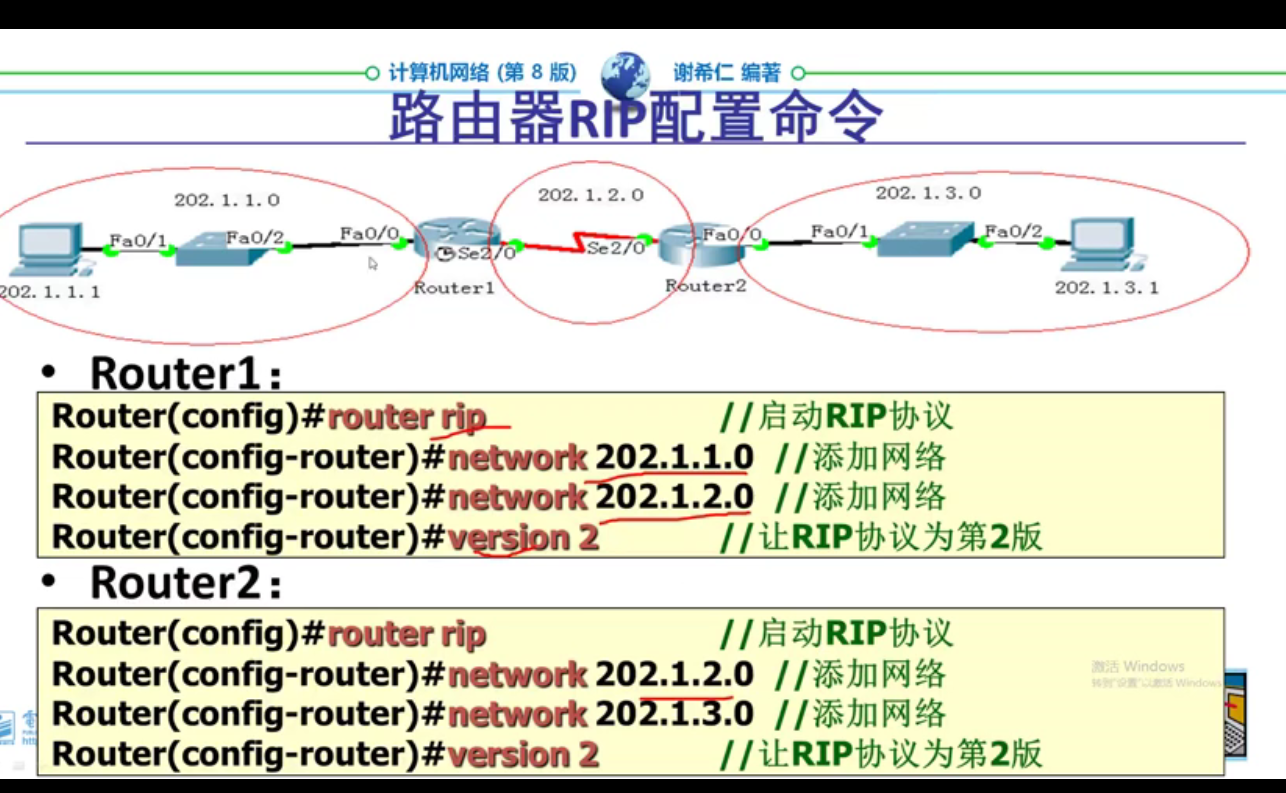 计算机网络 (第 8 版) 谢希仁 编著
路由器RIP配置命令
202.1.1.0 202.1.2.0 202.1.3.0
Fa0/1 Fa0/2 Fa0/0 Se2/0 Se2/0 Fa0/0 Fa0/1 Fa0/2
202.1.1.1 Router1 Router2 202.1.3.1
• Router1：
Router(config)#router rip //启动RIP协议
Router(config-router)#network 202.1.1.0 //添加网络
Router(config-router)#network 202.1.2.0 //添加网络
Router(config-router)#version 2 //让RIP协议为第2版
• Router2：
Router(config)#router rip //启动RIP协议
Router(config-router)#network 202.1.2.0 //添加网络
Router(config-router)#network 202.1.3.0 //添加网络
Router(config-router)#version 2 //让RIP协议为第2版
激活 Windows
转到"设置"以激活 Windows